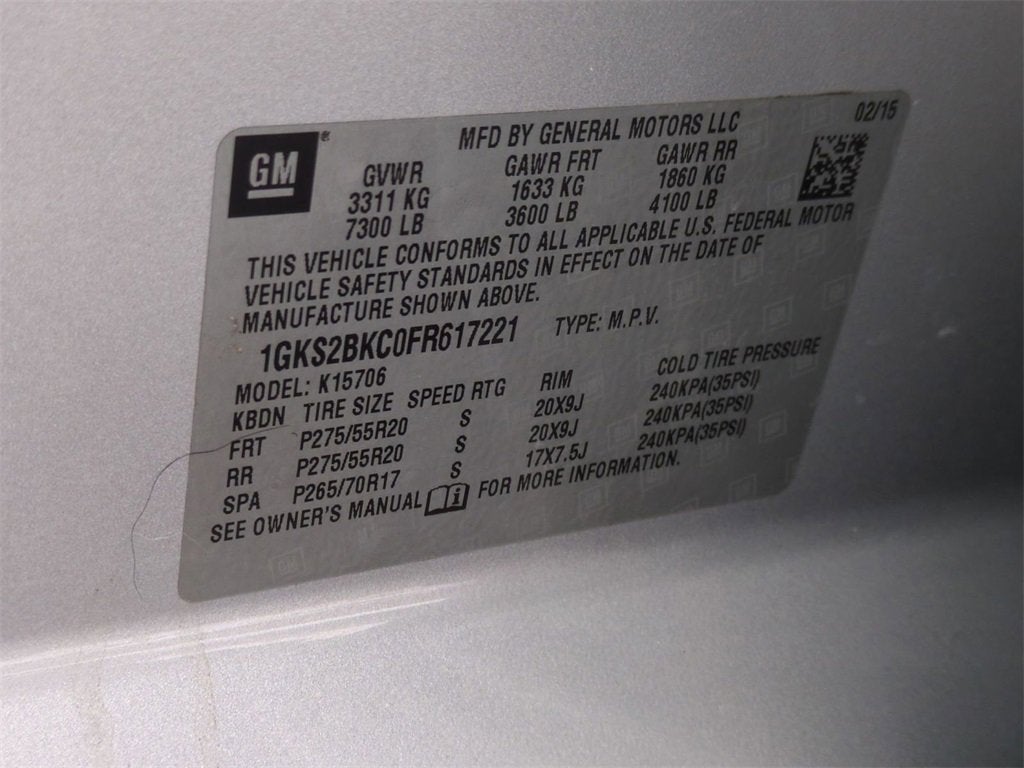 02/15
GM
MFD BY GENERAL MOTORS LLC
GVWR GAWR FRT GAWR RR
3311 KG 1633 KG 1860 KG
7300 LB 3600 LB 4100 LB
THIS VEHICLE CONFORMS TO ALL APPLICABLE U.S. FEDERAL MOTOR
VEHICLE SAFETY STANDARDS IN EFFECT ON THE DATE OF
MANUFACTURE SHOWN ABOVE.
1GKS2BKC0FR617221 TYPE: M.P.V.
MODEL: K15706
KBDN TIRE SIZE SPEED RTG RIM COLD TIRE PRESSURE
FRT P275/55R20 S 20X9J 240KPA(35PSI)
RR P275/55R20 S 20X9J 240KPA(35PSI)
SPA P265/70R17 S 17X7.5J 240KPA(35PSI)
SEE OWNER'S MANUAL i FOR MORE INFORMATION.